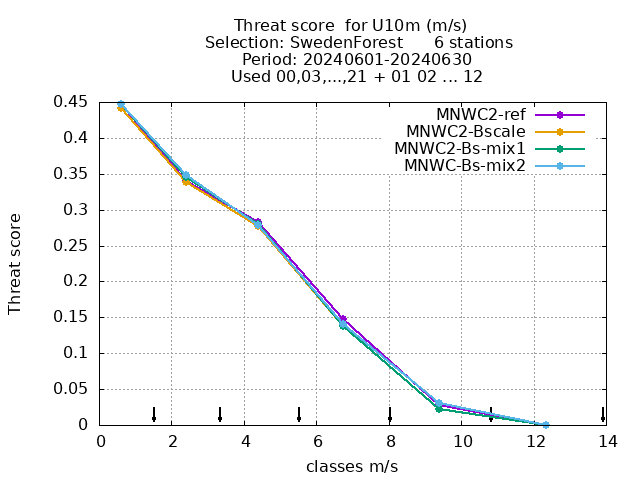 Threat score  for U10m (m/s)
Selection: SwedenForest      6 stations
Period: 20240601-20240630
Used 00,03,...,21 + 01 02 ... 12
MNWC2-ref
MNWC2-Bscale
MNWC2-Bs-mix1
MNWC-Bs-mix2
Threat score
0.45
0.4
0.35
0.3
0.25
0.2
0.15
0.1
0.05
0
0 2 4 6 8 10 12 14
classes m/s